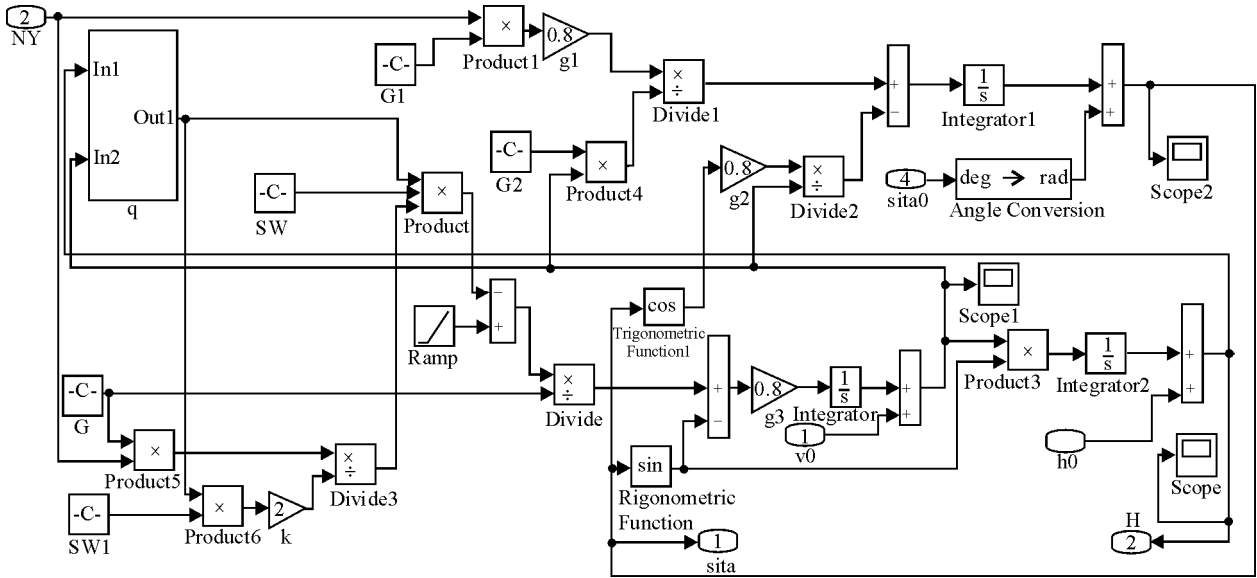 2
NY
In1
In2
Out1
q
-C-
G1
×
Product1
0.8
g1
×
÷
Divide1
-C-
G2
×
Product4
-C-
SW
×
Product
0.8
g2
×
÷
Divide2
+
−
1
s
Integrator1
+
+
4
sita0
deg → rad
Angle Conversion
Scope2
Ramp
−
+
cos
Trigonometric
Function1
Scope1
×
Product3
1
s
Integrator2
+
+
-C-
G
×
÷
Divide
+
−
0.8
g3
1
s
Integrator
+
+
1
v0
h0
Scope
×
Product5
×
÷
Divide3
-C-
SW1
×
Product6
2
k
sin
Rigonometric
Function
1
sita
H
2